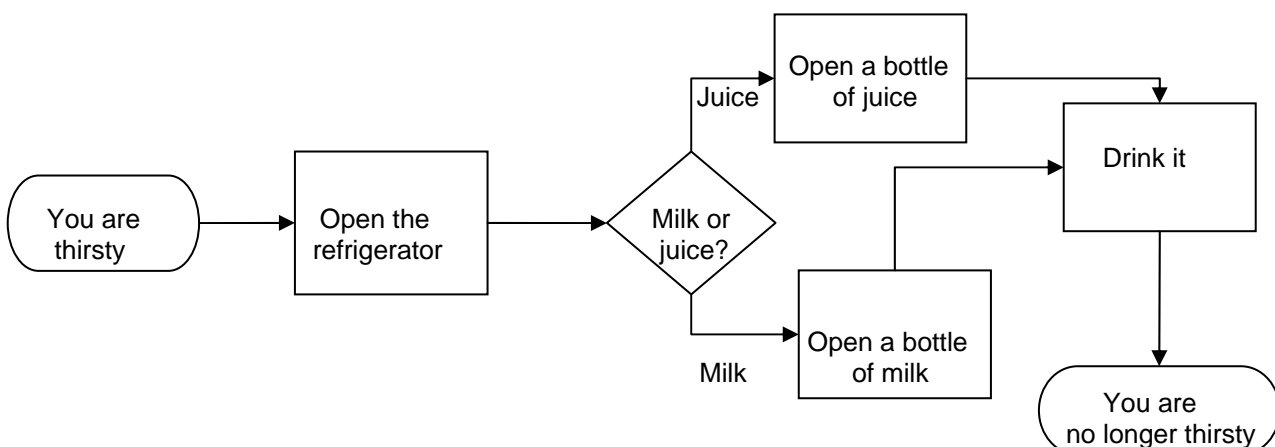 You are
thirsty
Open the
refrigerator
Milk or
juice?
Juice
Open a bottle
of juice
Milk
Open a bottle
of milk
Drink it
You are
no longer thirsty